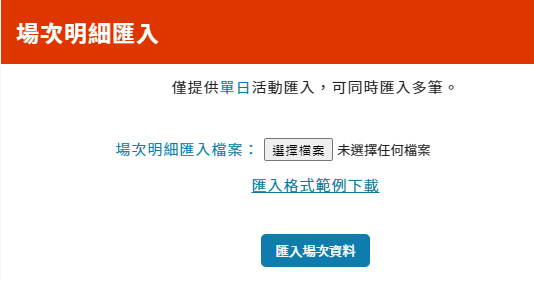 場次明細匯入
僅提供單日活動匯入，可同時匯入多筆。
場次明細匯入檔案： 選擇檔案 未選擇任何檔案
匯入格式範例下載
匯入場次資料